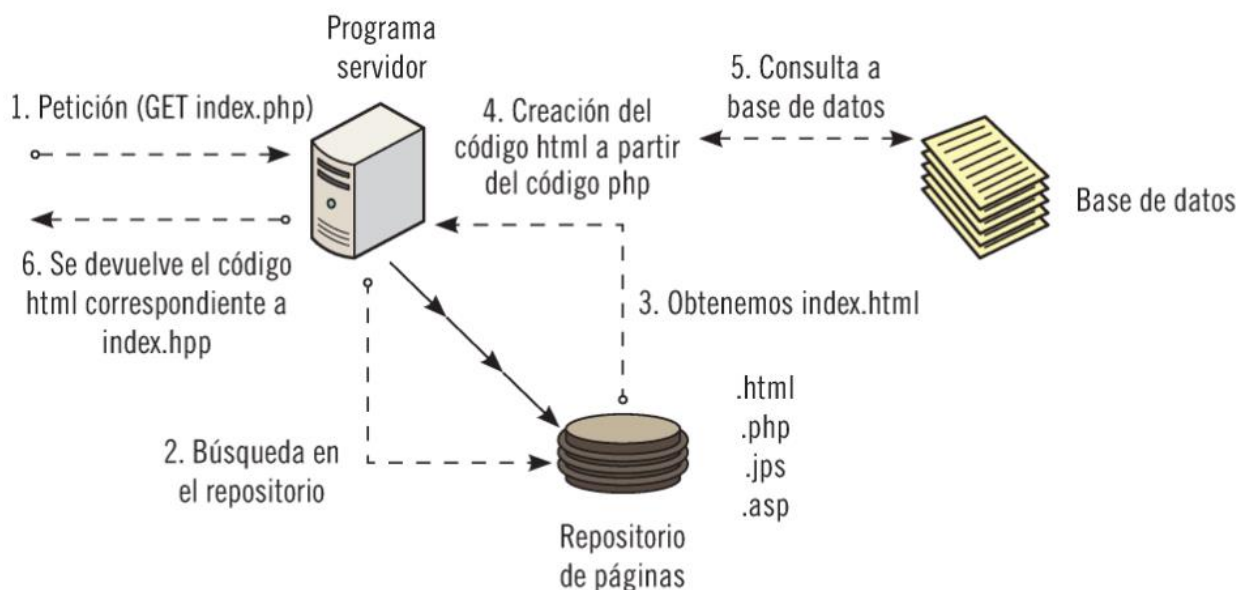 Programa
servidor
1. Petición (GET index.php)
4. Creación del
código html a partir
del código php
5. Consulta a
base de datos
Base de datos
6. Se devuelve el código
html correspondiente a
index.hpp
3. Obtenemos index.html
2. Búsqueda en
el repositorio
.html
.php
.jps
.asp
Repositorio
de páginas